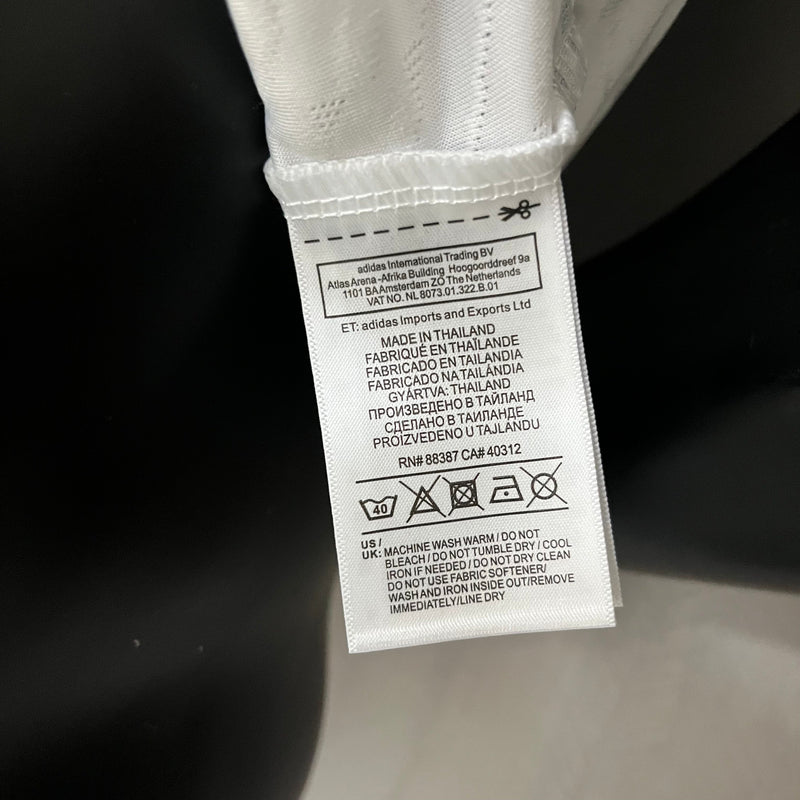 adidas International Trading BV
Atlas Arena -Afrika Building Hoogoorddreef 9a
1101 BA Amsterdam ZO The Netherlands
VAT NO. NL 8073.01.322.B.01
ET: adidas Imports and Exports Ltd
MADE IN THAILAND
FABRIQUÉ EN THAÏLANDE
FABRICADO EN TAILANDIA
FABRICADO NA TAILÂNDIA
GYÁRTVA: THAILAND
ПРОИЗВЕДЕНО В ТАЙЛАНД
СДЕЛАНО В ТАИЛАНДЕ
PROIZVEDENO U TAJLANDU
RN# 88387 CA# 40312
40
US /
UK: MACHINE WASH WARM / DO NOT
BLEACH / DO NOT TUMBLE DRY / COOL
IRON IF NEEDED / DO NOT DRY CLEAN
DO NOT USE FABRIC SOFTENER/
WASH AND IRON INSIDE OUT/REMOVE
IMMEDIATELY/LINE DRY